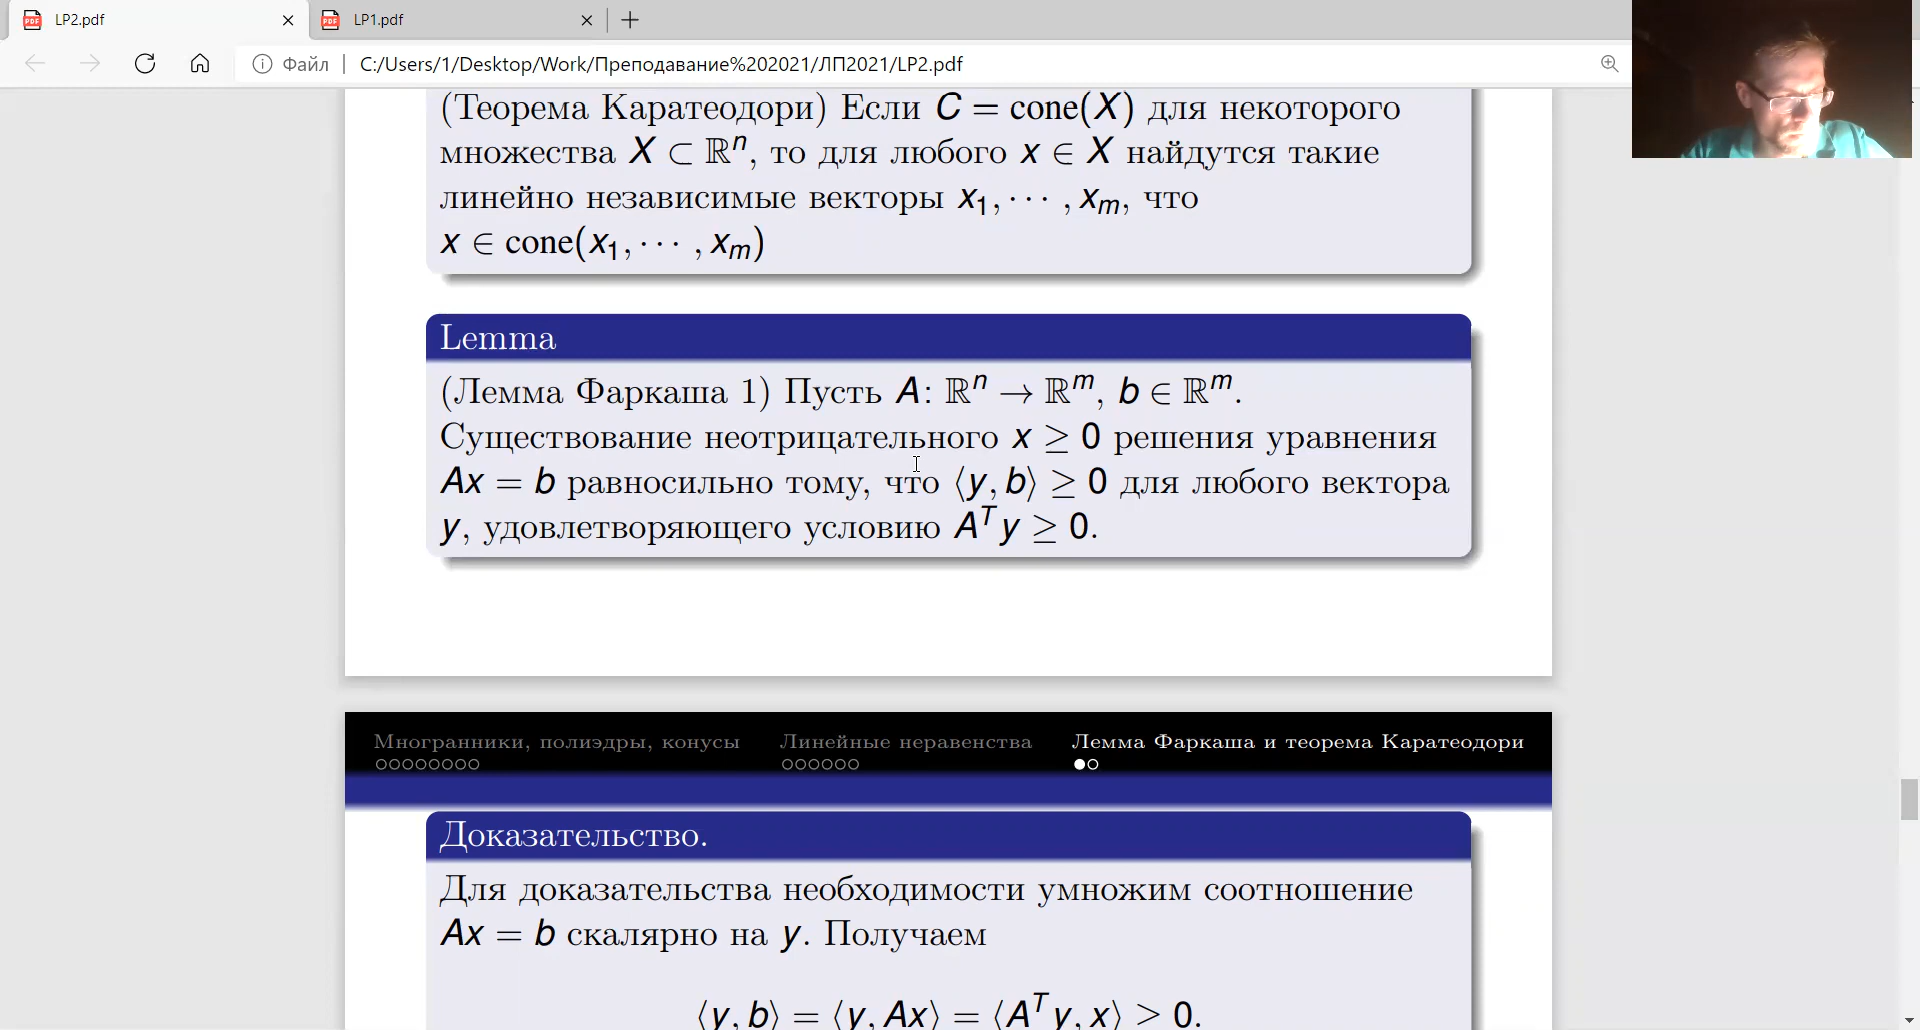 LP2.pdf
LP1.pdf
Файл | C:/Users/1/Desktop/Work/Преподавание%202021/ЛП2021/LP2.pdf
(Теорема Каратеодори) Если C = cone(X) для некоторого
множества X ⊂ ℝⁿ, то для любого x ∈ X найдутся такие
линейно независимые векторы x₁, ⋯ , xₘ, что
x ∈ cone(x₁, ⋯ , xₘ)
Lemma
(Лемма Фаркаша 1) Пусть A: ℝⁿ → ℝᵐ, b ∈ ℝᵐ.
Существование неотрицательного x ≥ 0 решения уравнения
Ax = b равносильно тому, что ⟨y, b⟩ ≥ 0 для любого вектора
y, удовлетворяющего условию Aᵀy ≥ 0.
Многранники, полиэдры, конусы
Линейные неравенства
Лемма Фаркаша и теорема Каратеодори
Доказательство.
Для доказательства необходимости умножим соотношение
Ax = b скалярно на y. Получаем
⟨y, b⟩ = ⟨y, Ax⟩ = ⟨Aᵀy, x⟩ ≥ 0.